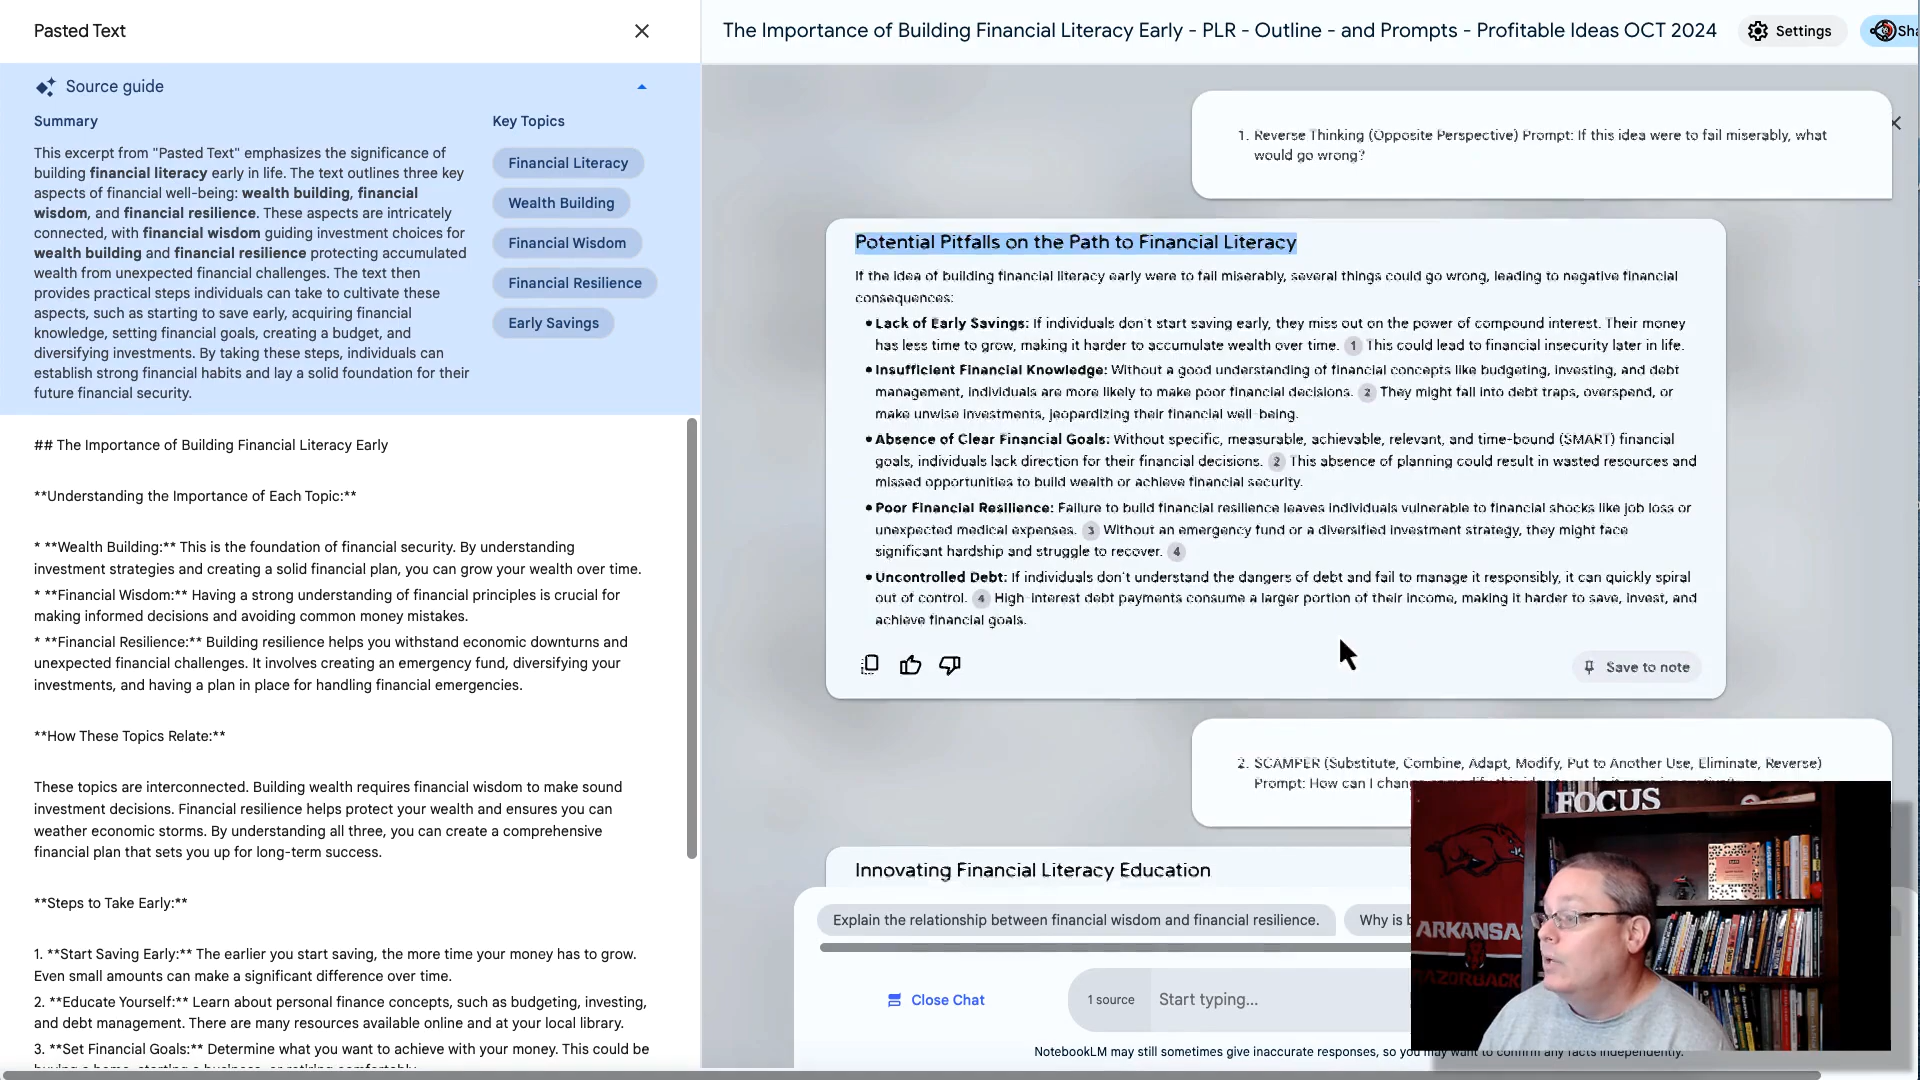 Pasted Text
Source guide
Summary
This excerpt from "Pasted Text" emphasizes the significance of
building financial literacy early in life. The text outlines three key
aspects of financial well-being: wealth building, financial
wisdom, and financial resilience. These aspects are intricately
connected, with financial wisdom guiding investment choices for
wealth building and financial resilience protecting accumulated
wealth from unexpected financial challenges. The text then
provides practical steps individuals can take to cultivate these
aspects, such as starting to save early, acquiring financial
knowledge, setting financial goals, creating a budget, and
diversifying investments. By taking these steps, individuals can
establish strong financial habits and lay a solid foundation for their
future financial security.
Key Topics
Financial Literacy
Wealth Building
Financial Wisdom
Financial Resilience
Early Savings
## The Importance of Building Financial Literacy Early
**Understanding the Importance of Each Topic:**
* **Wealth Building:** This is the foundation of financial security. By understanding
investment strategies and creating a solid financial plan, you can grow your wealth over time.
* **Financial Wisdom:** Having a strong understanding of financial principles is crucial for
making informed decisions and avoiding common money mistakes.
* **Financial Resilience:** Building resilience helps you withstand economic downturns and
unexpected financial challenges. It involves creating an emergency fund, diversifying your
investments, and having a plan in place for handling financial emergencies.
**How These Topics Relate:**
These topics are interconnected. Building wealth requires financial wisdom to make sound
investment decisions. Financial resilience helps protect your wealth and ensures you can
weather economic storms. By understanding all three, you can create a comprehensive
financial plan that sets you up for long-term success.
**Steps to Take Early:**
1. **Start Saving Early:** The earlier you start saving, the more time your money has to grow.
Even small amounts can make a significant difference over time.
2. **Educate Yourself:** Learn about personal finance concepts, such as budgeting, investing,
and debt management. There are many resources available online and at your local library.
3. **Set Financial Goals:** Determine what you want to achieve with your money. This could be
The Importance of Building Financial Literacy Early - PLR - Outline - and Prompts - Profitable Ideas OCT 2024
Settings
Sha
1. Reverse Thinking (Opposite Perspective) Prompt: If this idea were to fail miserably, what
would go wrong?
Potential Pitfalls on the Path to Financial Literacy
If the idea of building financial literacy early were to fail miserably, several things could go wrong, leading to negative financial
consequences:
• Lack of Early Savings: If individuals don't start saving early, they miss out on the power of compound interest. Their money
has less time to grow, making it harder to accumulate wealth over time. 1 This could lead to financial insecurity later in life.
• Insufficient Financial Knowledge: Without a good understanding of financial concepts like budgeting, investing, and debt
management, individuals are more likely to make poor financial decisions. 2 They might fall into debt traps, overspend, or
make unwise investments, jeopardizing their financial well-being.
• Absence of Clear Financial Goals: Without specific, measurable, achievable, relevant, and time-bound (SMART) financial
goals, individuals lack direction for their financial decisions. 2 This absence of planning could result in wasted resources and
missed opportunities to build wealth or achieve financial security.
• Poor Financial Resilience: Failure to build financial resilience leaves individuals vulnerable to financial shocks like job loss or
unexpected medical expenses. 3 Without an emergency fund or a diversified investment strategy, they might face
significant hardship and struggle to recover. 4
• Uncontrolled Debt: If individuals don't understand the dangers of debt and fail to manage it responsibly, it can quickly spiral
out of control. 4 High-interest debt payments consume a larger portion of their income, making it harder to save, invest, and
achieve financial goals.
Save to note
2. SCAMPER (Substitute, Combine, Adapt, Modify, Put to Another Use, Eliminate, Reverse)
Prompt: How can I chang
Innovating Financial Literacy Education
Explain the relationship between financial wisdom and financial resilience.
Why is b
Close Chat
1 source
Start typing...
NotebookLM may still sometimes give inaccurate responses, so you may want to confirm any facts independently.
FOCUS
ARKANSA
RAZORBACK